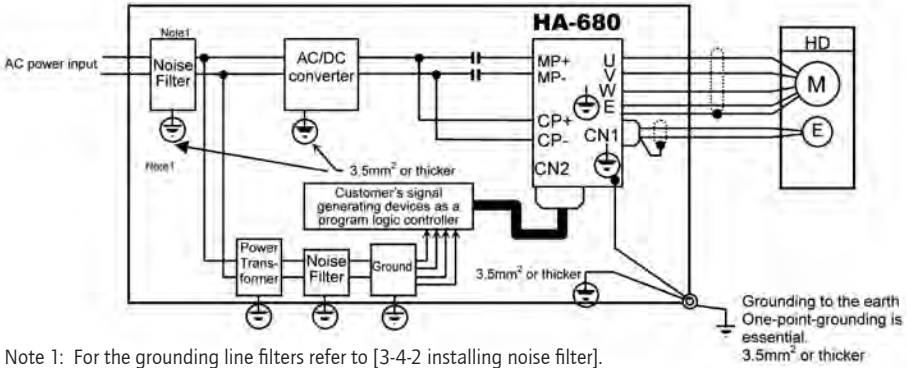 HA-680
Note1
HD
AC power input
Noise
Filter
AC/DC
converter
MP+
MP-
U
V
W
E
M
CP+
CP-
CN1
E
CN2
Note1
3.5mm² or thicker
Customer's signal
generating devices as a
program logic controller
Power
Trans-
former
Noise
Filter
Ground
3.5mm² or thicker
Grounding to the earth
One-point-grounding is
essential.
3.5mm² or thicker
Note 1: For the grounding line filters refer to [3-4-2 installing noise filter].